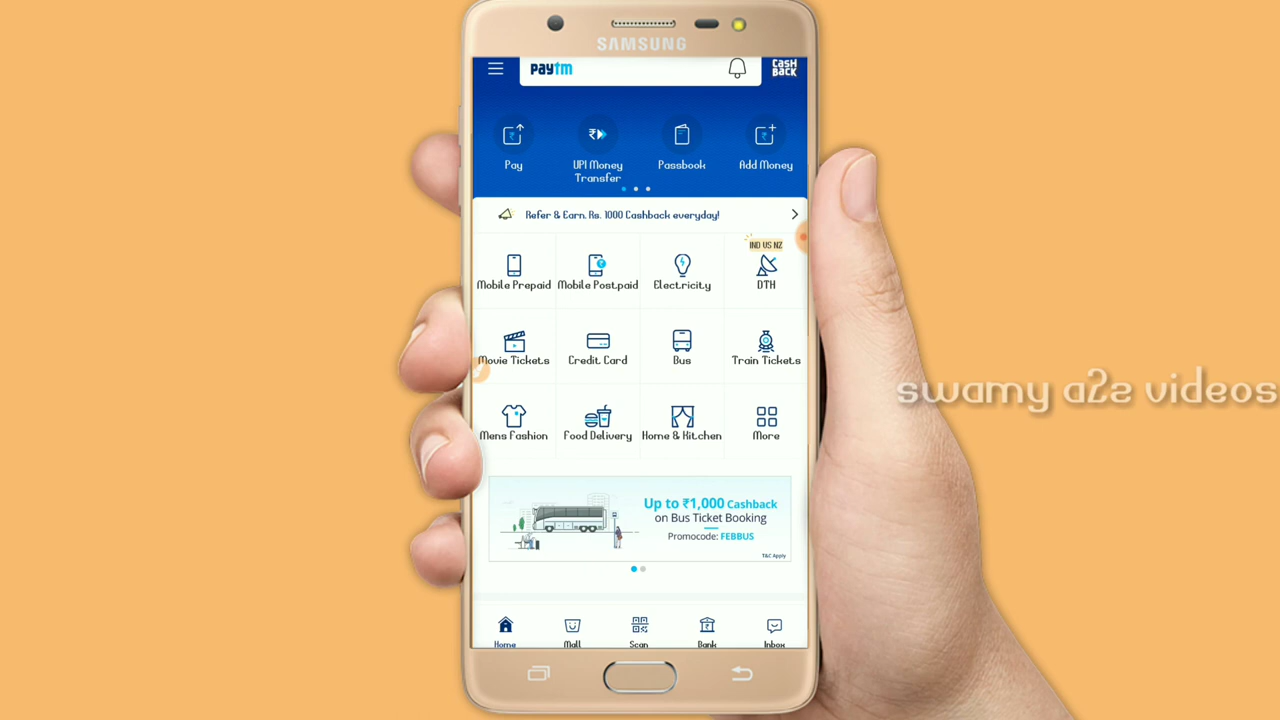 SAMSUNG
paytm
CASH
BACK
Pay
UPI Money
Transfer
Passbook
Add Money
Refer & Earn, Rs. 1000 Cashback everyday!
IND VS NZ
Mobile Prepaid
Mobile Postpaid
Electricity
DTH
Movie Tickets
Credit Card
Bus
Train Tickets
Mens Fashion
Food Delivery
Home & Kitchen
More
Up to ₹1,000 Cashback
on Bus Ticket Booking
Promocode: FEBBUS
T&C Apply
Home
Mall
Scan
Bank
Inbox
swamy a2z videos